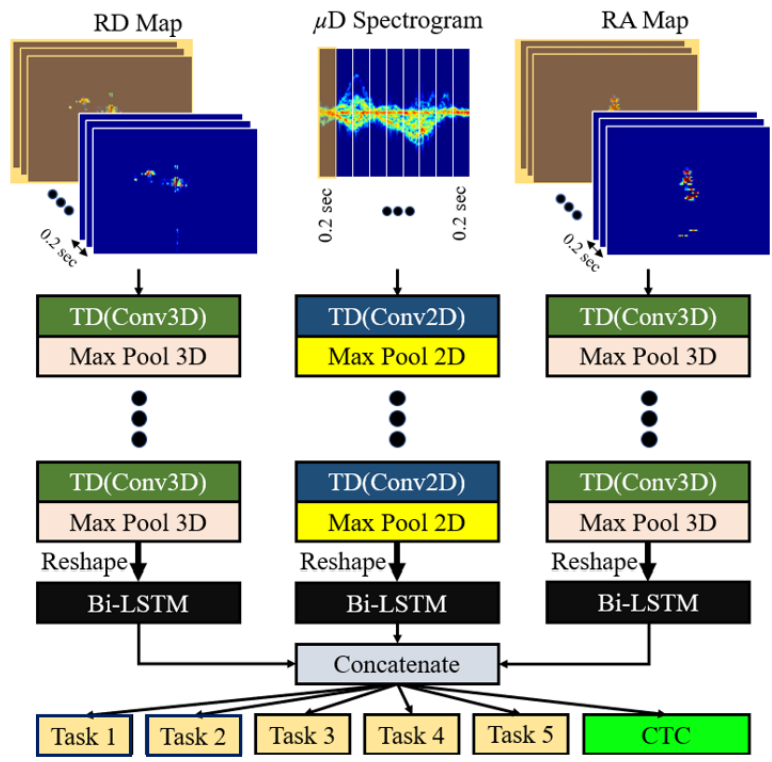 RD Map
μD Spectrogram
RA Map
0.2 sec
0.2 sec
0.2 sec
0.2 sec
TD(Conv3D)
Max Pool 3D
TD(Conv2D)
Max Pool 2D
TD(Conv3D)
Max Pool 3D
TD(Conv3D)
Max Pool 3D
TD(Conv2D)
Max Pool 2D
TD(Conv3D)
Max Pool 3D
Reshape
Reshape
Reshape
Bi-LSTM
Bi-LSTM
Bi-LSTM
Concatenate
Task 1
Task 2
Task 3
Task 4
Task 5
CTC